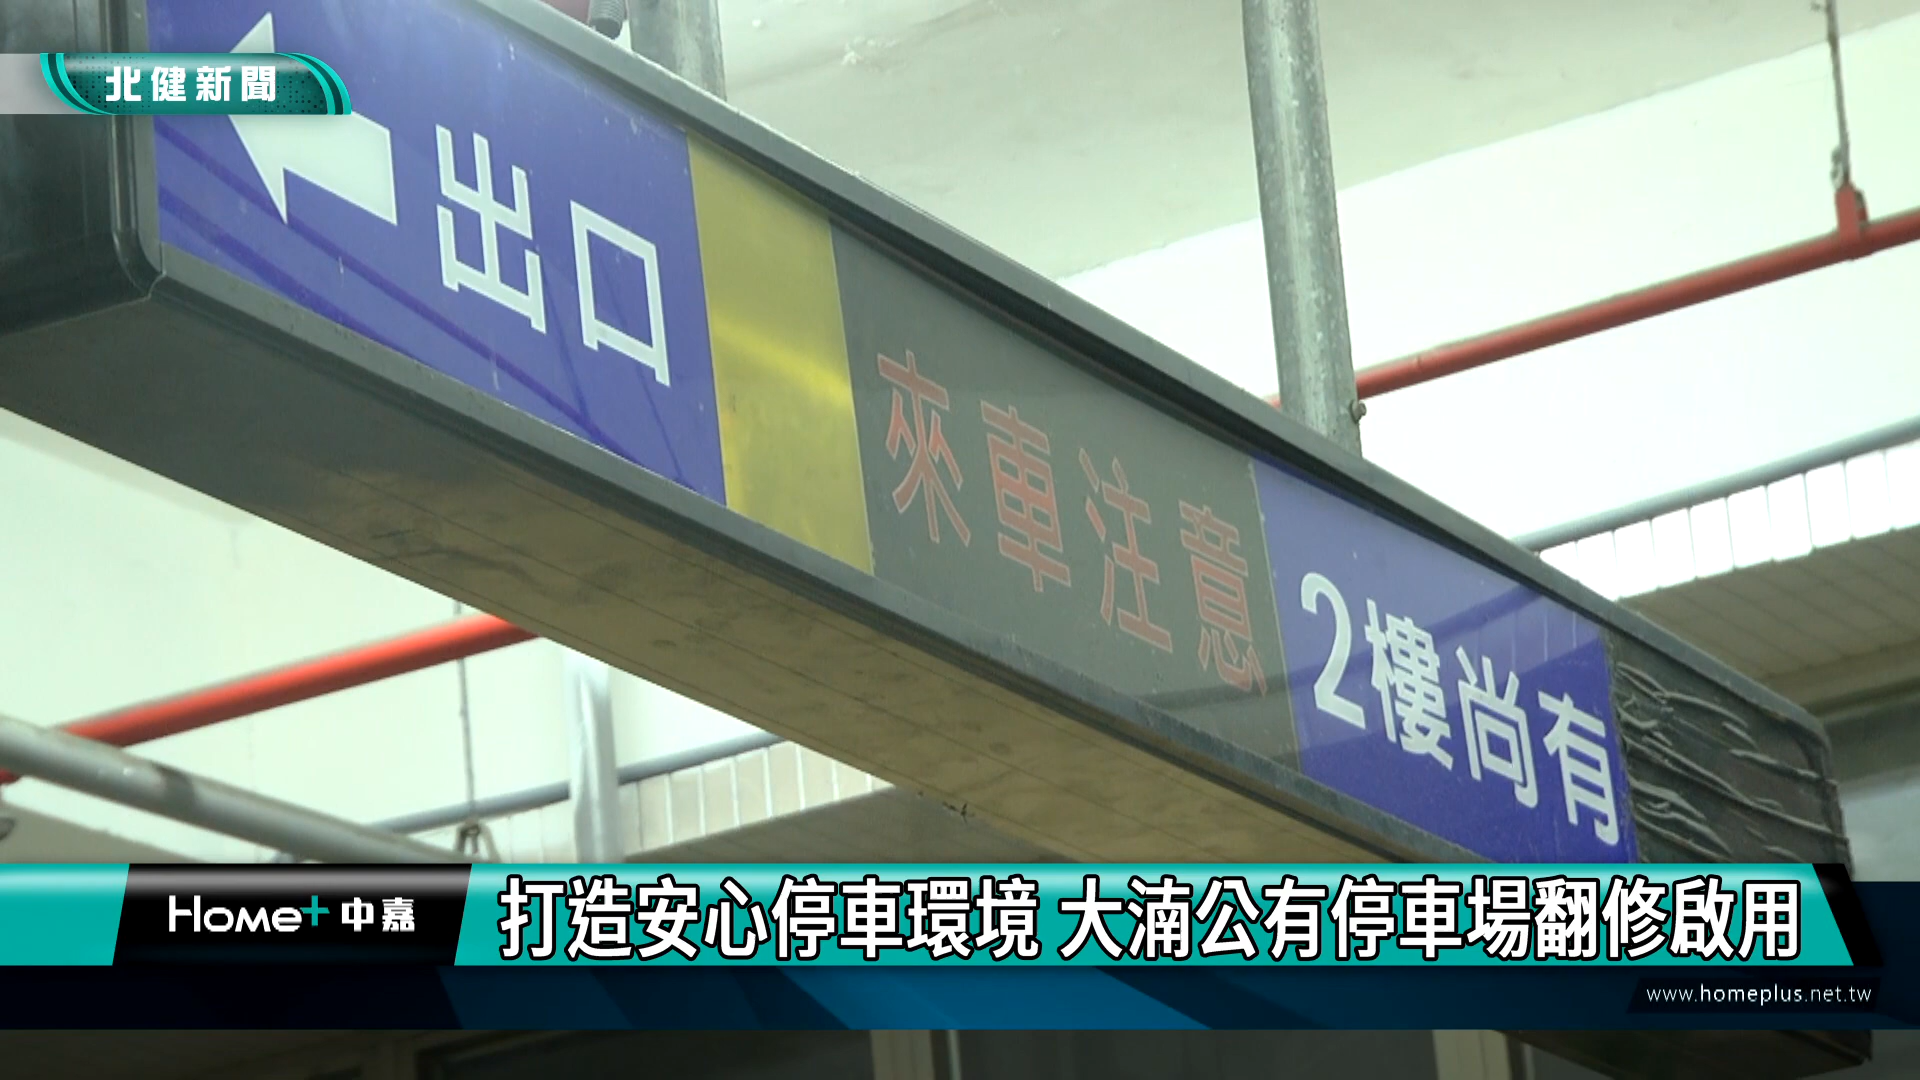 北健新聞
出口
來車注意
2樓尚有
Home+ 中嘉
打造安心停車環境 大湳公有停車場翻修啟用
www.homeplus.net.tw